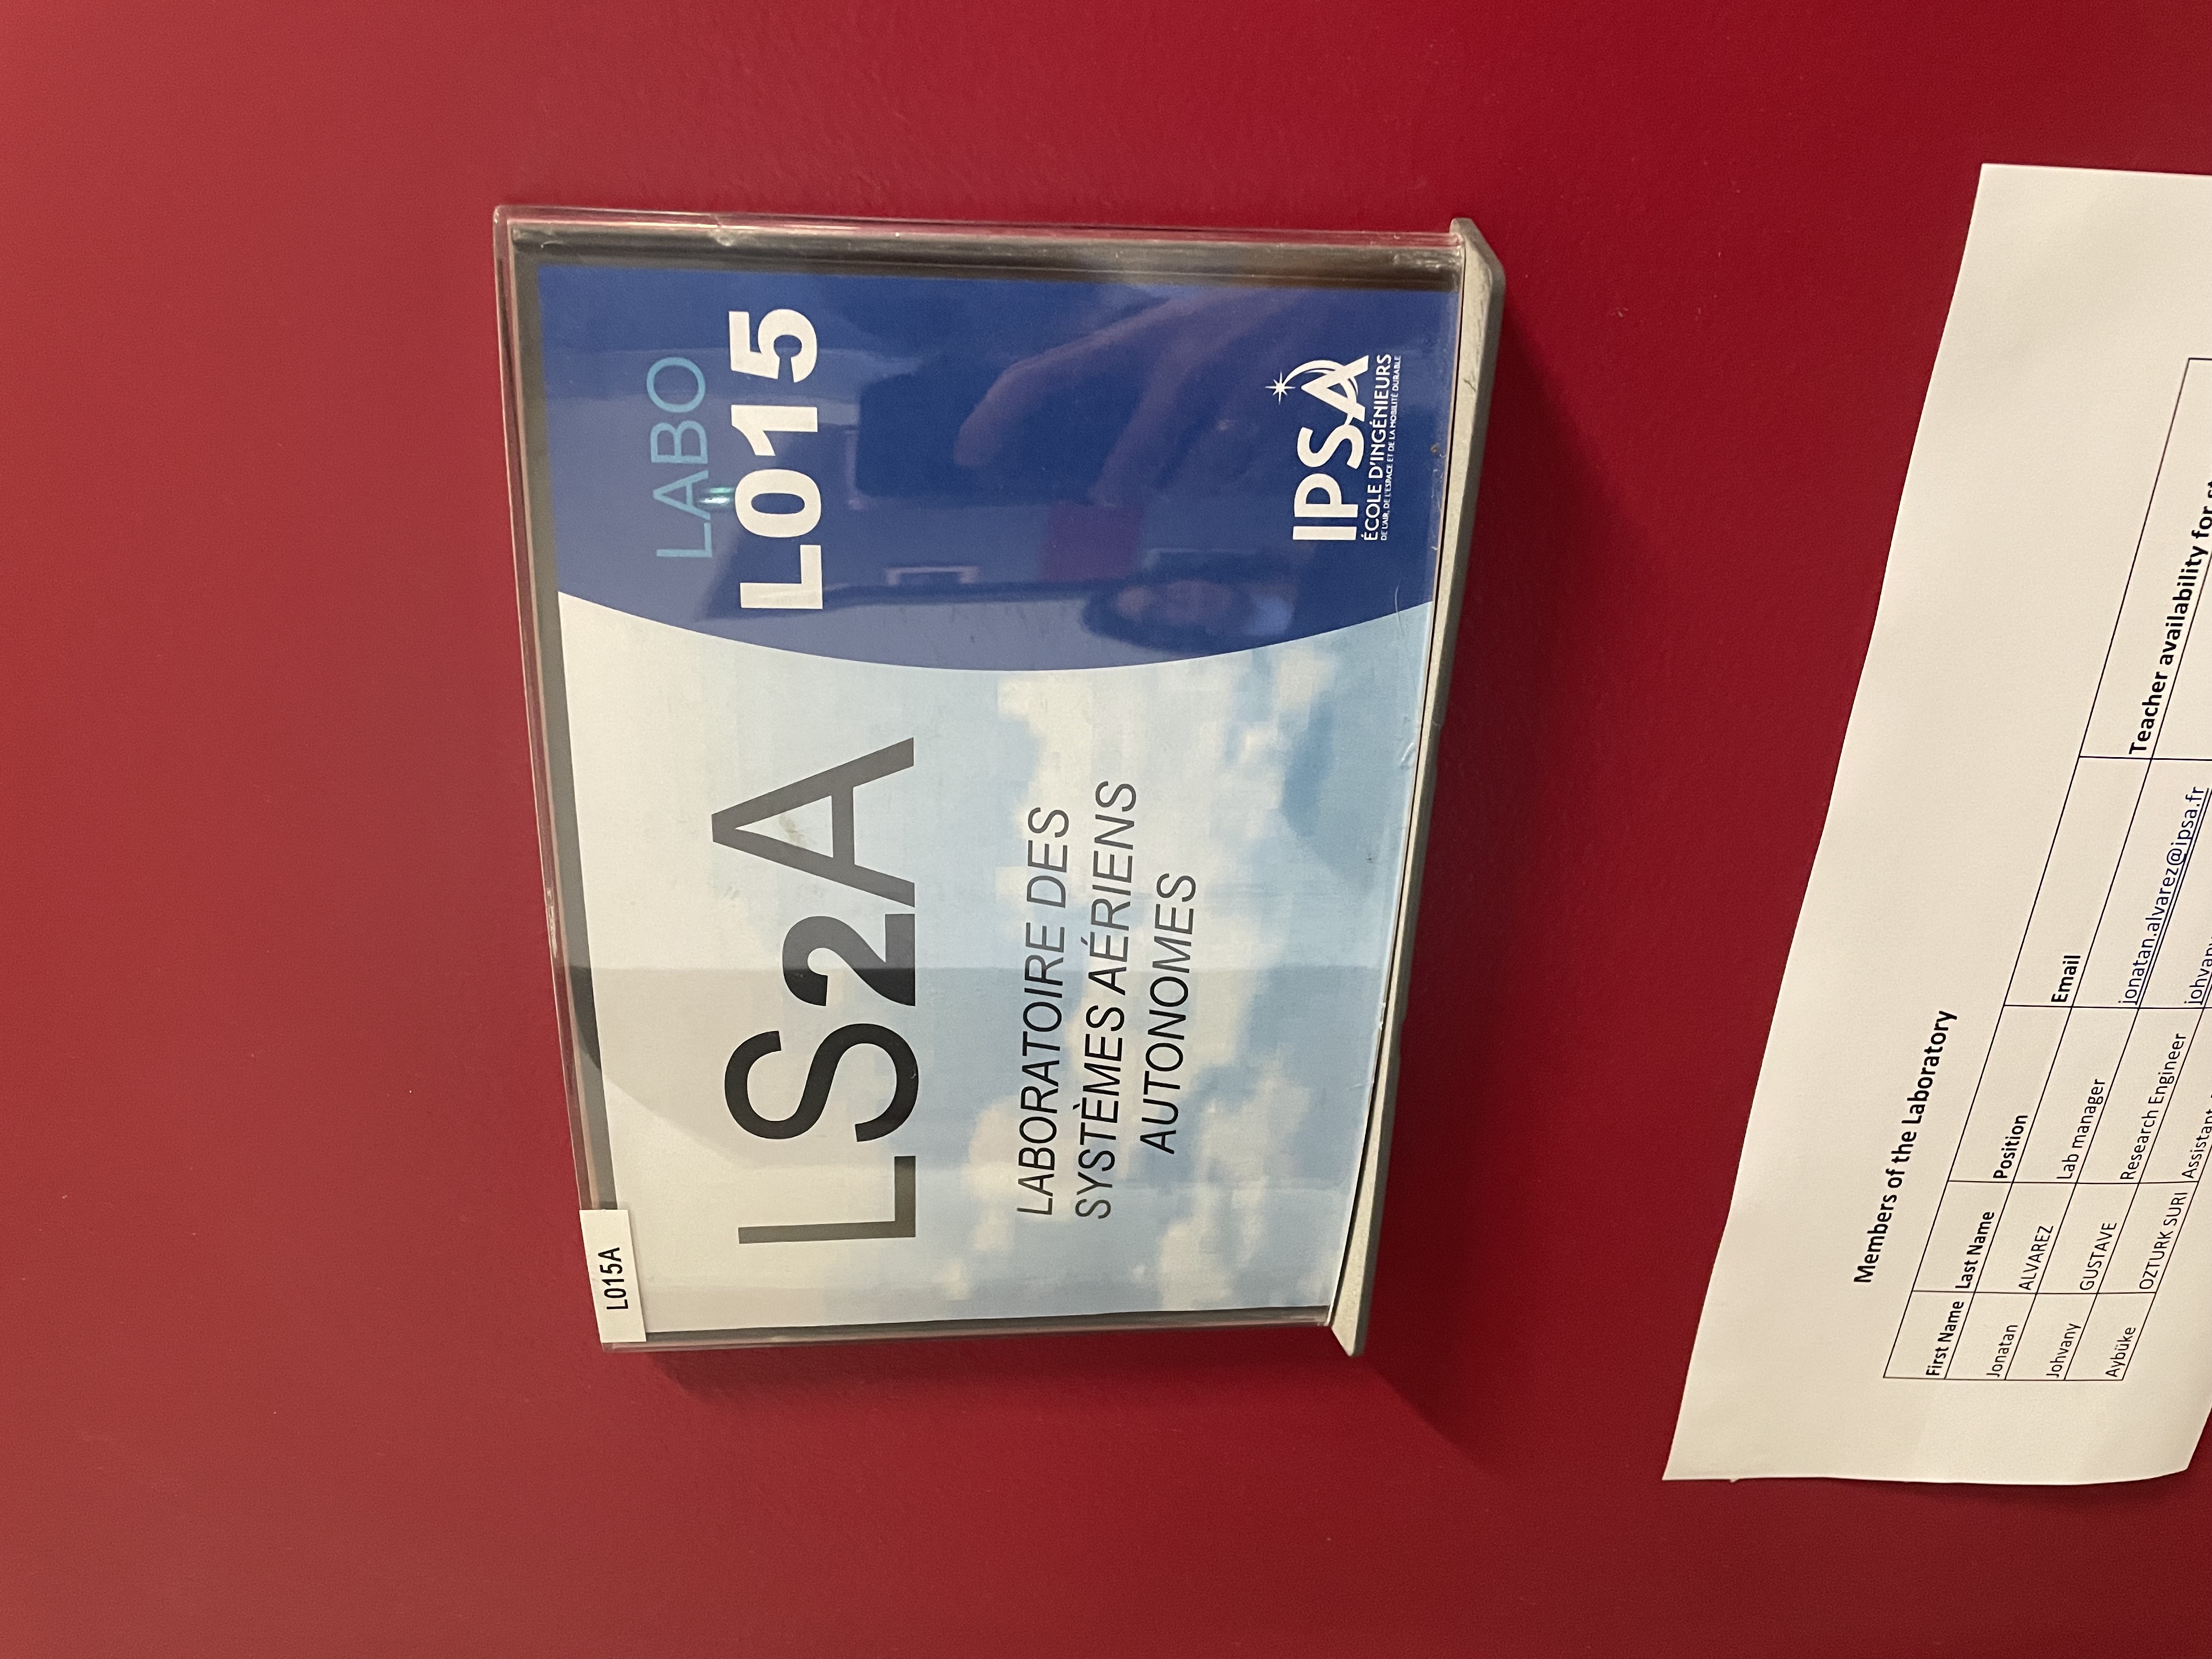 L015A
LS2A
LABORATOIRE DES
SYSTÈMES AÉRIENS
AUTONOMES
LABO
L015
IPSA
ÉCOLE D'INGÉNIEURS
DE L'AIR, DE L'ESPACE ET DE LA MOBILITÉ DURABLE
Members of the Laboratory
First Name Last Name Position Email Teacher availability for
Jonatan ALVAREZ Lab manager jonatan.alvarez@ipsa.fr
Johvany GUSTAVE Research Engineer
Aybüke OZTURK SURI Assistant